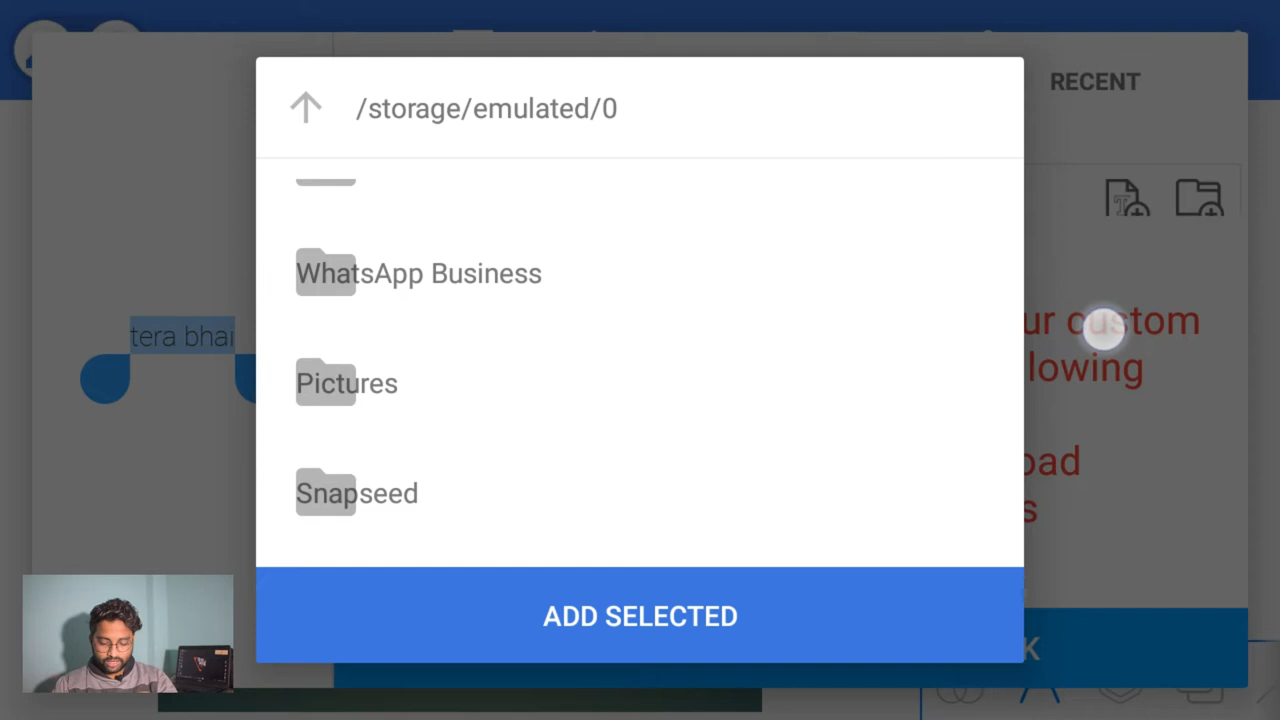 RECENT
/storage/emulated/0
WhatsApp Business
ur custom
tera bhai
lowing
Pictures
oad
Snapseed
s
ADD SELECTED
K